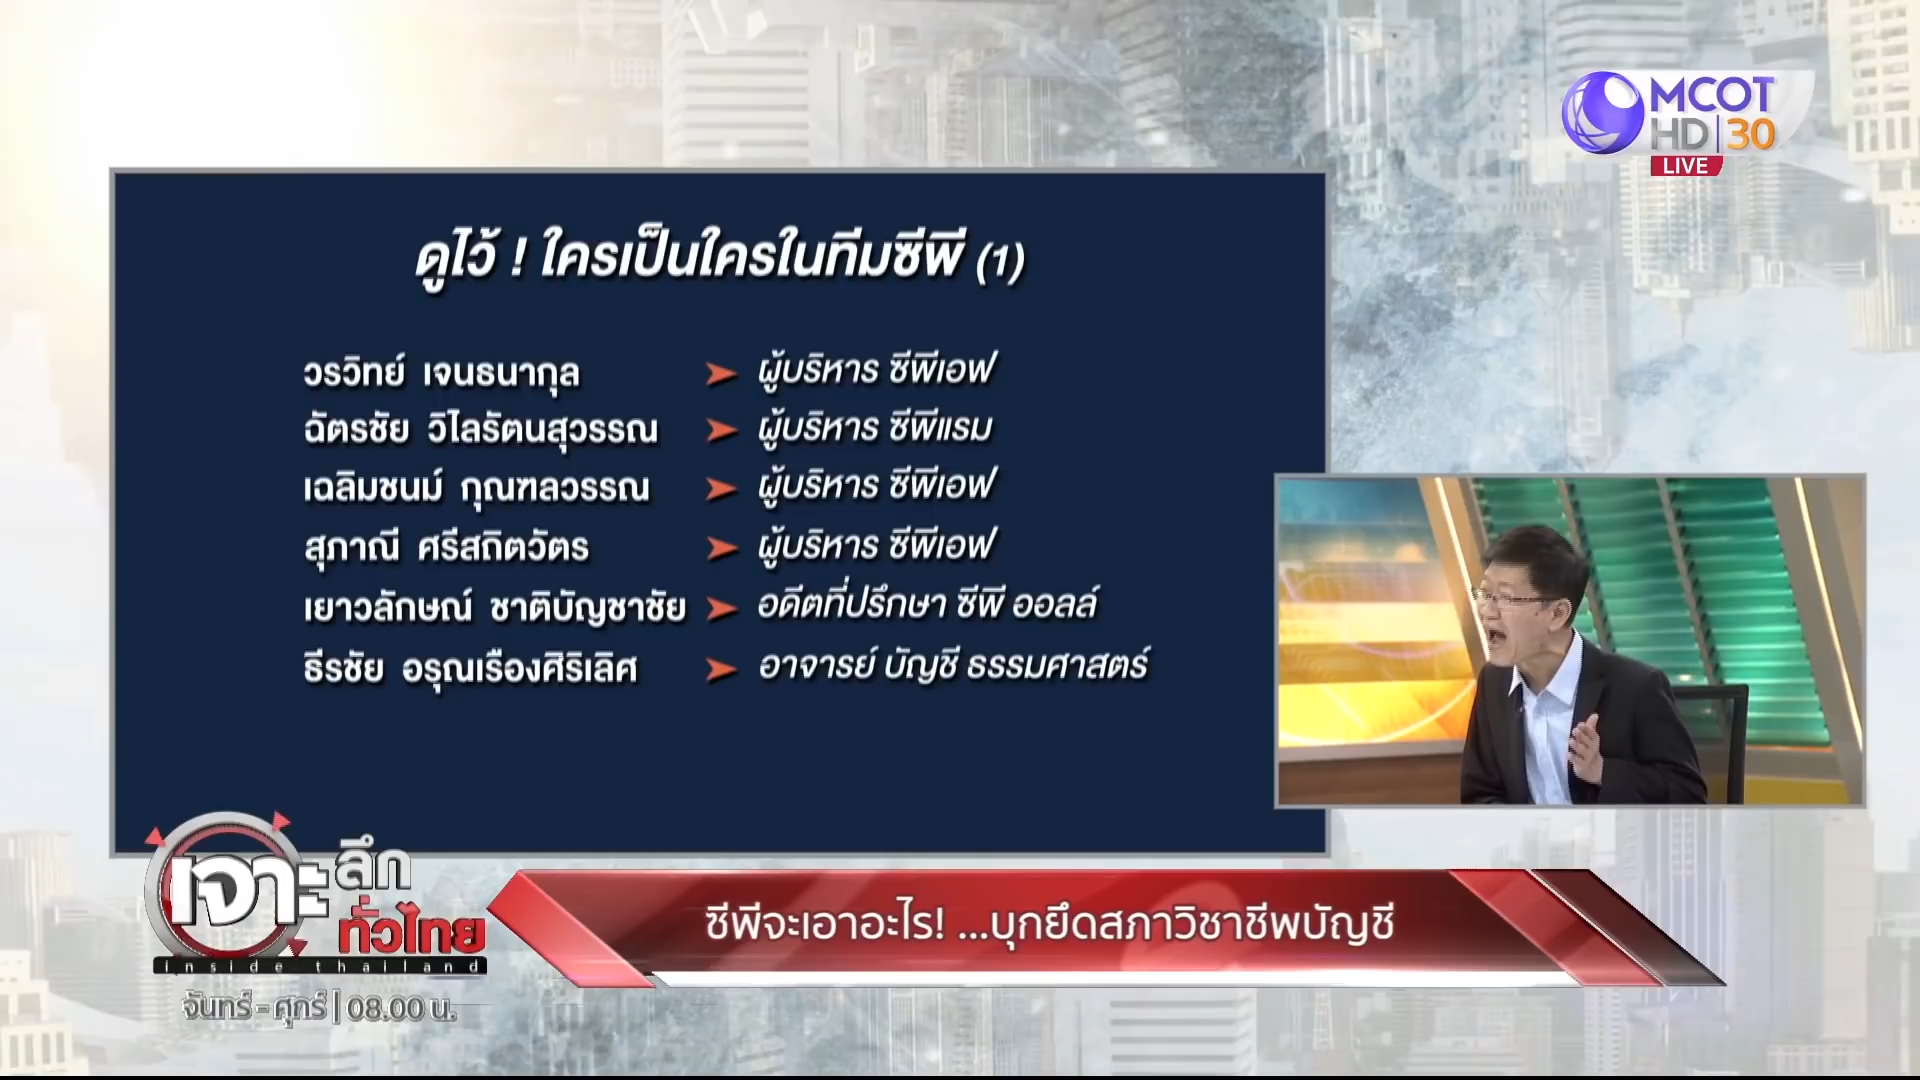 MCOT
HD 30
LIVE
ดูไว้ ! ใครเป็นใครในทีมซีพี (1)
วรวิทย์ เจนธนากุล ➤ ผู้บริหาร ซีพีเอฟ
ฉัตรชัย วิไลรัตนสุวรรณ ➤ ผู้บริหาร ซีพีแรม
เฉลิมชนม์ กุณฑลวรรณ ➤ ผู้บริหาร ซีพีเอฟ
สุภาณี ศรีสถิตวัตร ➤ ผู้บริหาร ซีพีเอฟ
เยาวลักษณ์ ชาติบัญชาชัย ➤ อดีตที่ปรึกษา ซีพี ออลล์
ธีรชัย อรุณเรืองศิริเลิศ ➤ อาจารย์ บัญชี ธรรมศาสตร์
เจาะลึก
ทั่วไทย
inside thailand
จันทร์ - ศุกร์ | 08.00 น.
ซีพีจะเอาอะไร! ...บุกยึดสภาวิชาชีพบัญชี